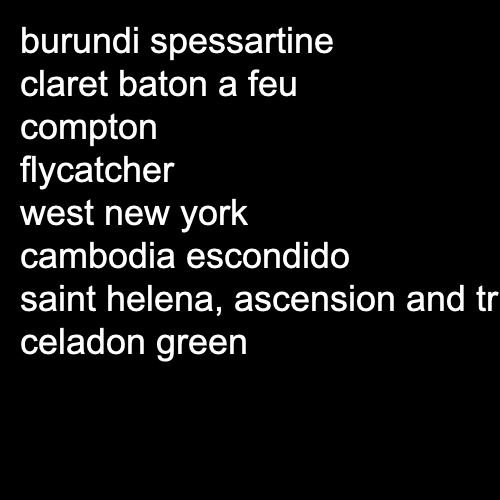 burundi spessartine
claret baton a feu
compton
flycatcher
west new york
cambodia escondido
saint helena, ascension and tr
celadon green